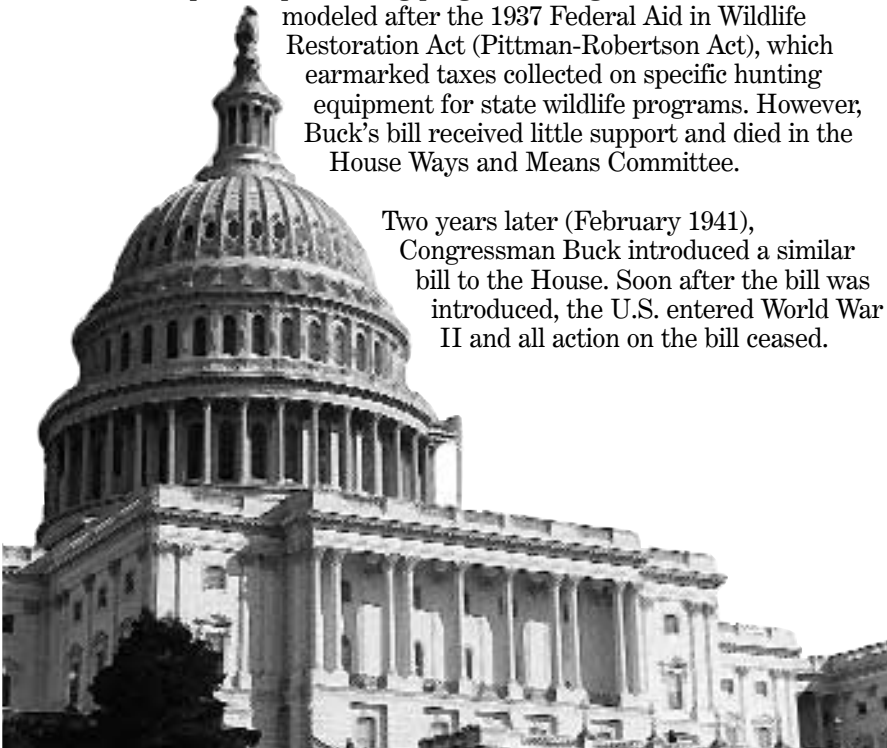 modeled after the 1937 Federal Aid in Wildlife
Restoration Act (Pittman-Robertson Act), which
earmarked taxes collected on specific hunting
equipment for state wildlife programs. However,
Buck's bill received little support and died in the
House Ways and Means Committee.
Two years later (February 1941),
Congressman Buck introduced a similar
bill to the House. Soon after the bill was
introduced, the U.S. entered World War
II and all action on the bill ceased.